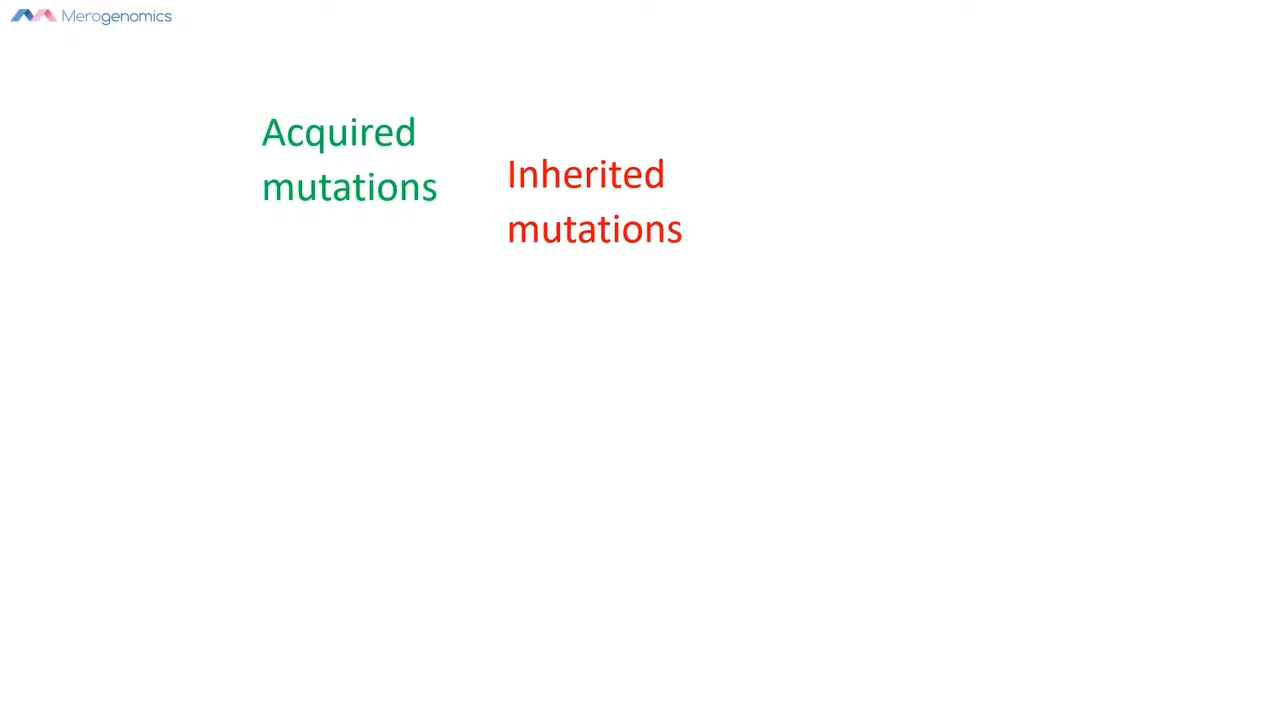 Merogenomics
Acquired
mutations
Inherited
mutations